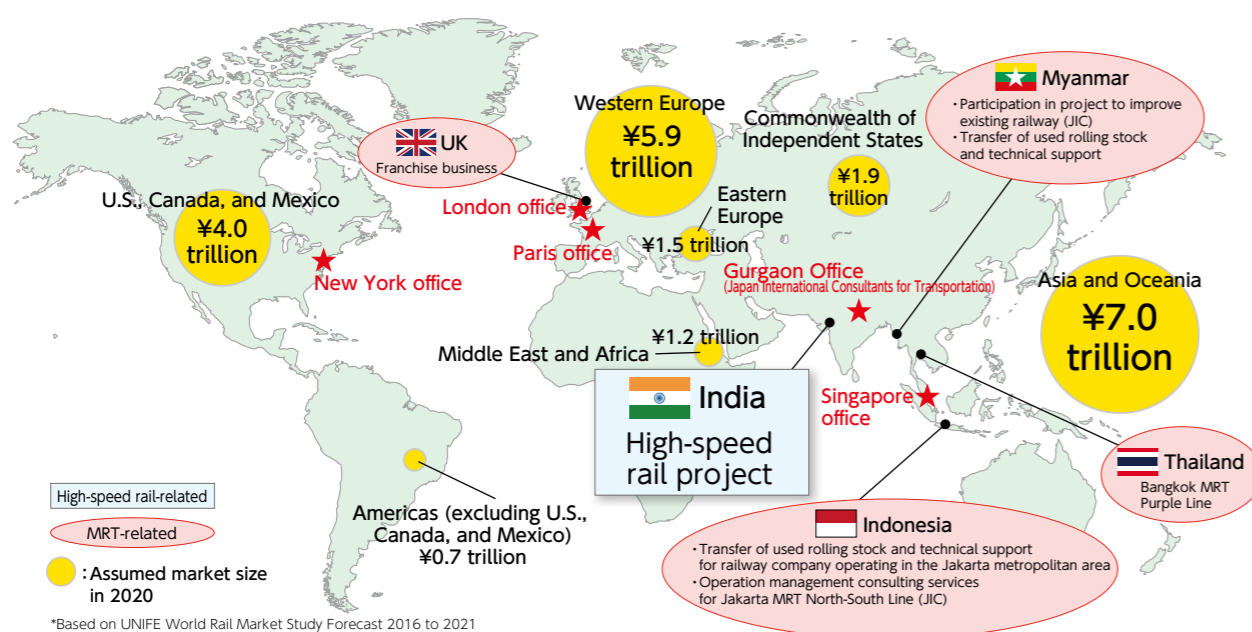 Myanmar
・Participation in project to improve
existing railway (JIC)
・Transfer of used rolling stock
and technical support
Western Europe
¥5.9
trillion
Commonwealth of
Independent States
¥1.9
trillion
UK
Franchise business
U.S., Canada, and Mexico
¥4.0
trillion
London office
Eastern
Europe
¥1.5 trillion
Paris office
New York office
Gurgaon Office
(Japan International Consultants for Transportation)
Asia and Oceania
¥7.0
trillion
¥1.2 trillion
Middle East and Africa
India
High-speed
rail project
Singapore
office
Thailand
Bangkok MRT
Purple Line
High-speed rail-related
MRT-related
:Assumed market size
in 2020
Americas (excluding U.S.,
Canada, and Mexico)
¥0.7 trillion
Indonesia
・Transfer of used rolling stock and technical support
for railway company operating in the Jakarta metropolitan area
・Operation management consulting services
for Jakarta MRT North-South Line (JIC)
*Based on UNIFE World Rail Market Study Forecast 2016 to 2021